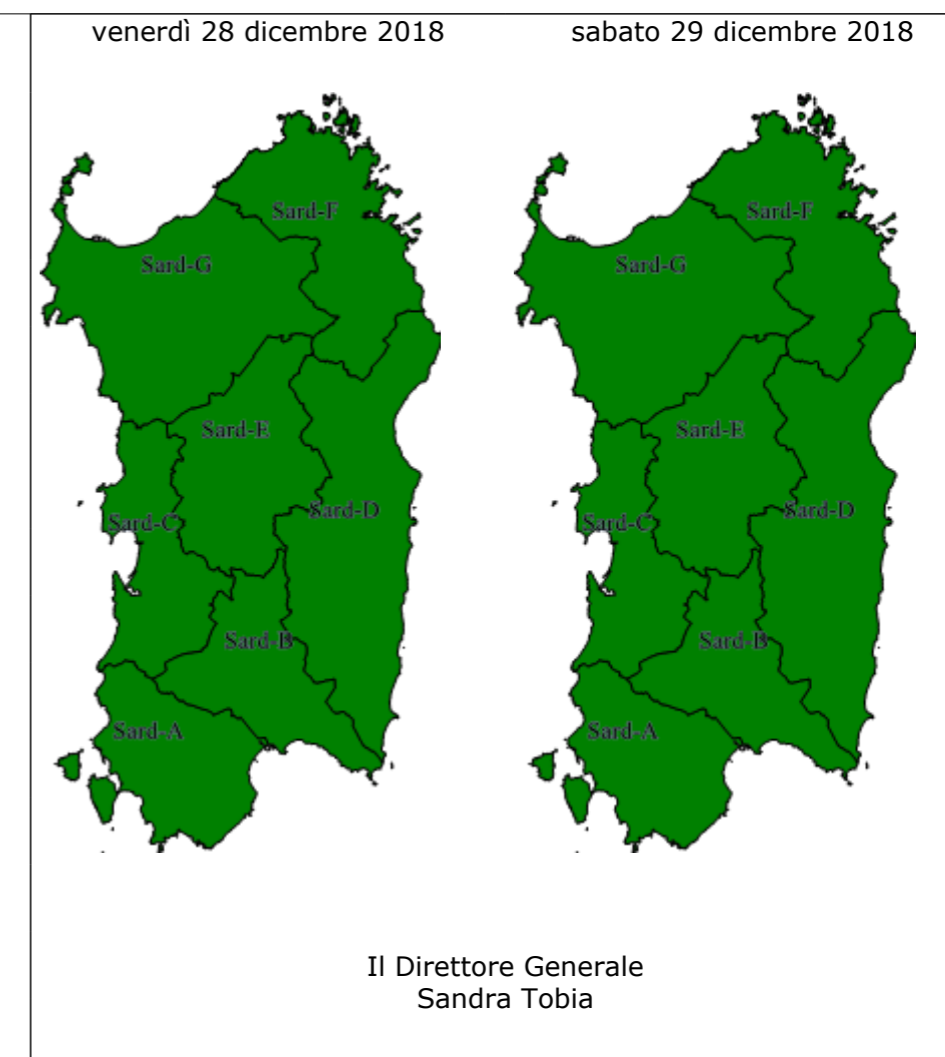 venerdì 28 dicembre 2018
sabato 29 dicembre 2018
Sard-F
Sard-G
Sard-E
Sard-D
Sard-C
Sard-B
Sard-A
Sard-F
Sard-G
Sard-E
Sard-D
Sard-C
Sard-B
Sard-A
Il Direttore Generale
Sandra Tobia